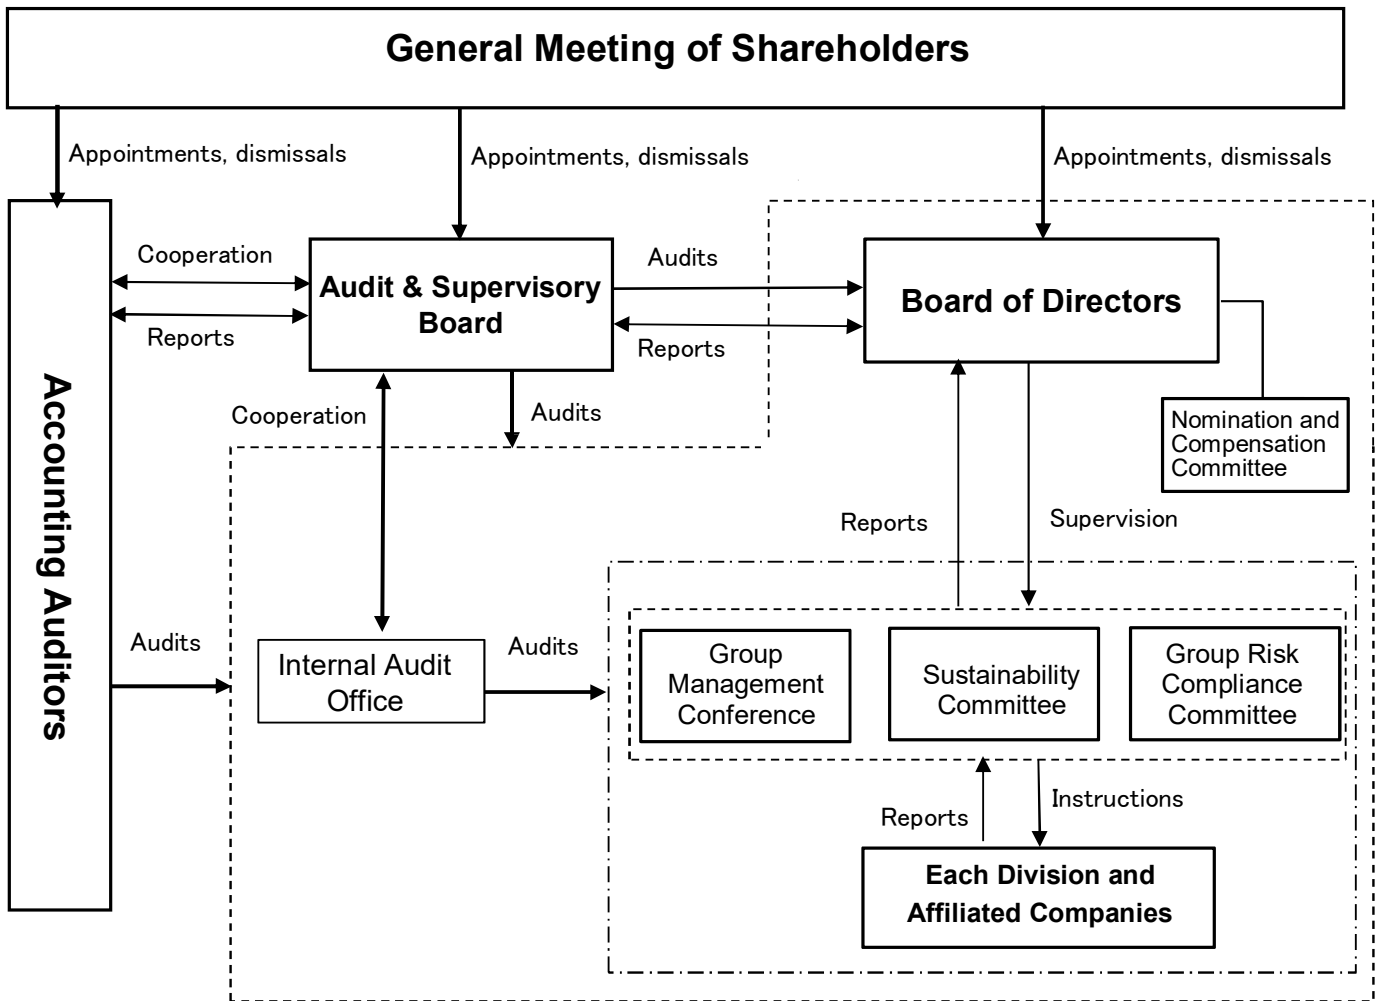 General Meeting of Shareholders
Appointments, dismissals
Appointments, dismissals
Appointments, dismissals
Cooperation
Reports
Audit & Supervisory
Board
Audits
Reports
Board of Directors
Accounting Auditors
Cooperation
Audits
Nomination and
Compensation
Committee
Reports
Supervision
Audits
Internal Audit
Office
Audits
Group
Management
Conference
Sustainability
Committee
Group Risk
Compliance
Committee
Reports
Instructions
Each Division and
Affiliated Companies